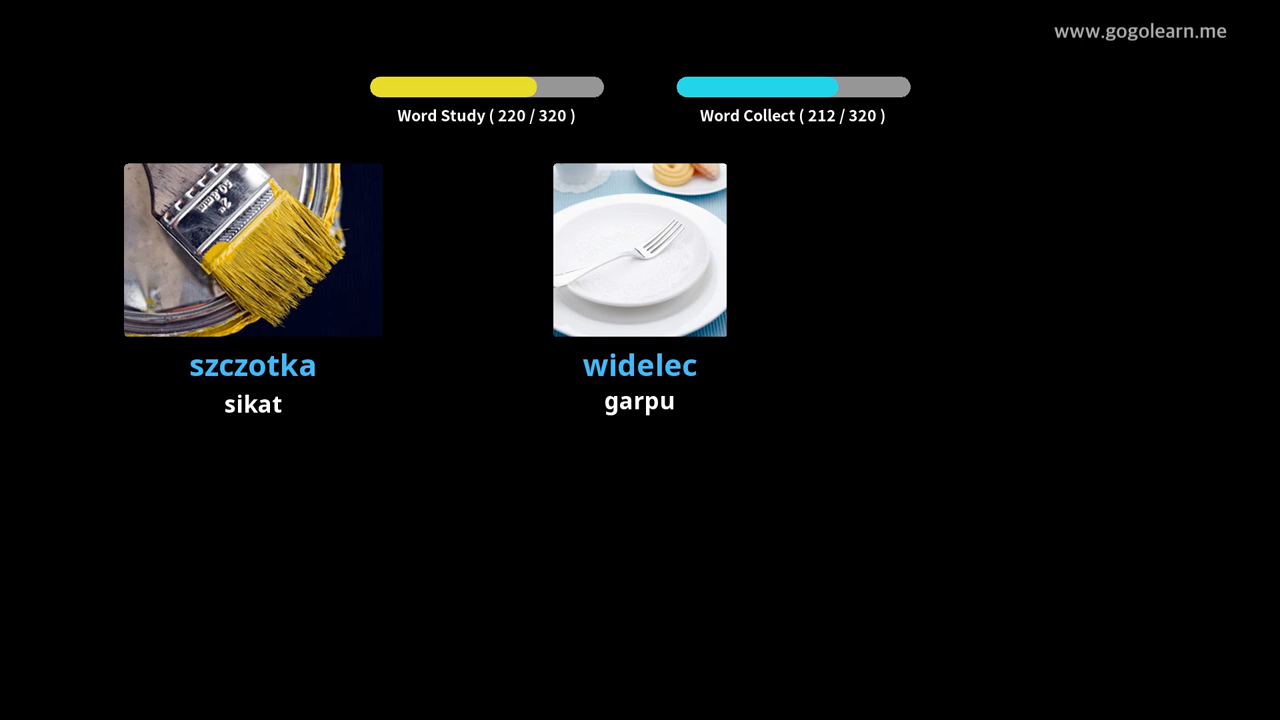 www.gogolearn.me
Word Study ( 220 / 320 )
Word Collect ( 212 / 320 )
szczotka
sikat
widelec
garpu